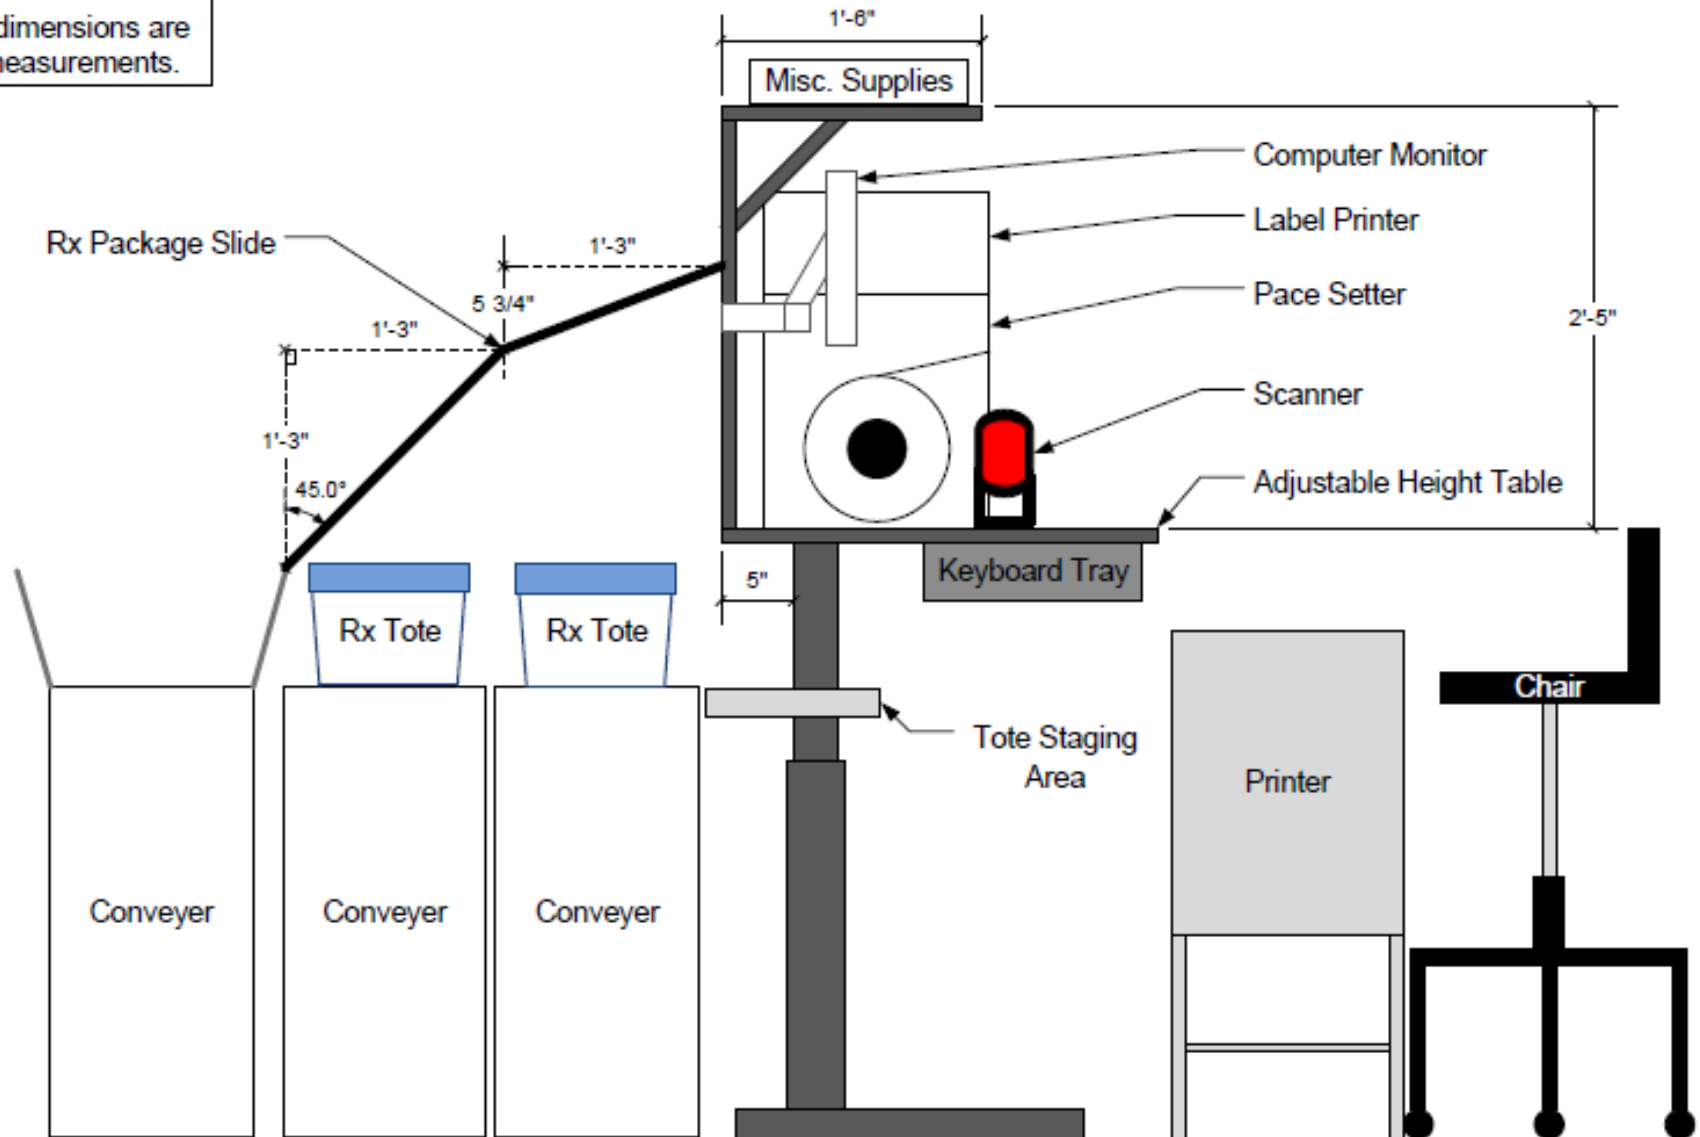 dimensions are
measurements.
1'-6"
Misc. Supplies
Computer Monitor
Label Printer
Rx Package Slide
1'-3"
5 3/4"
Pace Setter
2'-5"
1'-3"
Scanner
1'-3"
45.0°
Adjustable Height Table
5"
Keyboard Tray
Rx Tote
Rx Tote
Chair
Tote Staging
Area
Printer
Conveyer
Conveyer
Conveyer